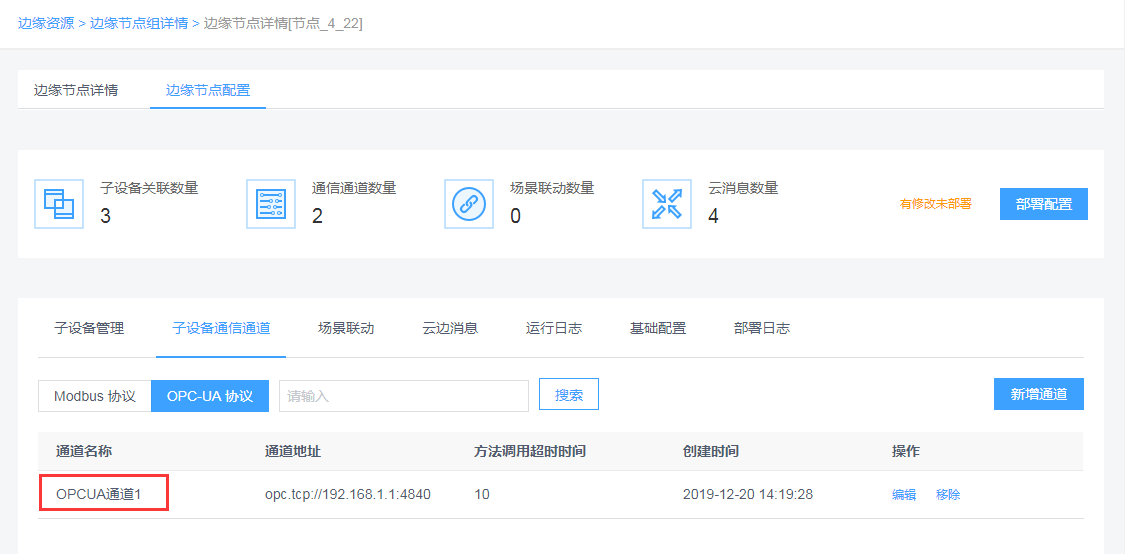 边缘资源 > 边缘节点组详情 > 边缘节点详情[节点_4_22]
边缘节点详情 边缘节点配置
子设备关联数量 通信通道数量 场景联动数量 云消息数量
3 2 0 4
有修改未部署 部署配置
子设备管理 子设备通信通道 场景联动 云边消息 运行日志 基础配置 部署日志
Modbus 协议 OPC-UA 协议 请输入 搜索 新增通道
通道名称 通道地址 方法调用超时时间 创建时间 操作
OPCUA通道1 opc.tcp://192.168.1.1:4840 10 2019-12-20 14:19:28 编辑 移除